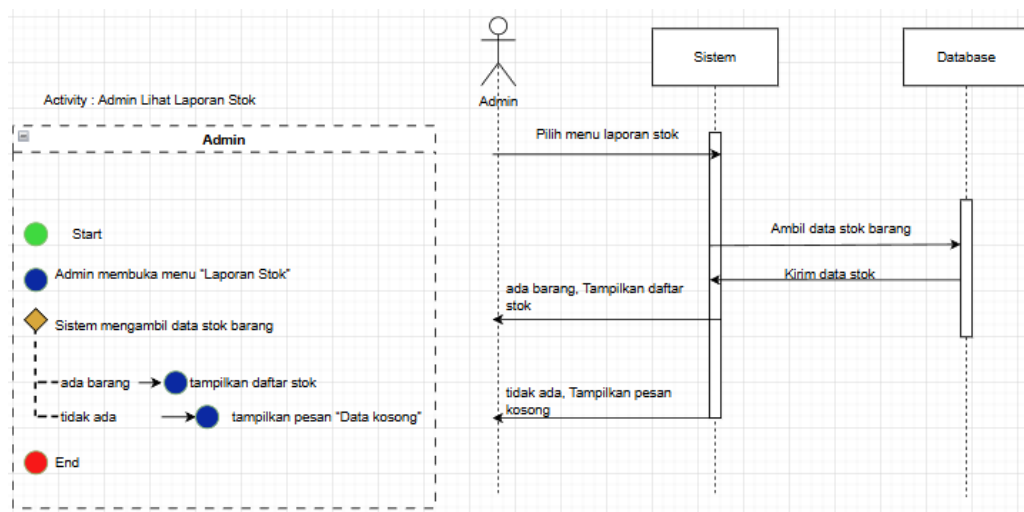 Activity : Admin Lihat Laporan Stok
Admin
Start
Admin membuka menu “Laporan Stok”
Sistem mengambil data stok barang
ada barang
tampilkan daftar stok
tidak ada
tampilkan pesan “Data kosong”
End
Admin
Sistem
Database
Pilih menu laporan stok
Ambil data stok barang
Kirim data stok
ada barang, Tampilkan daftar
stok
tidak ada, Tampilkan pesan
kosong